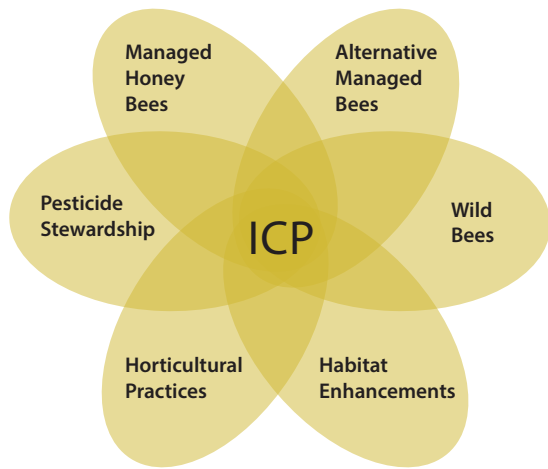 Managed
Honey
Bees
Alternative
Managed
Bees
Pesticide
Stewardship
ICP
Wild
Bees
Horticultural
Practices
Habitat
Enhancements